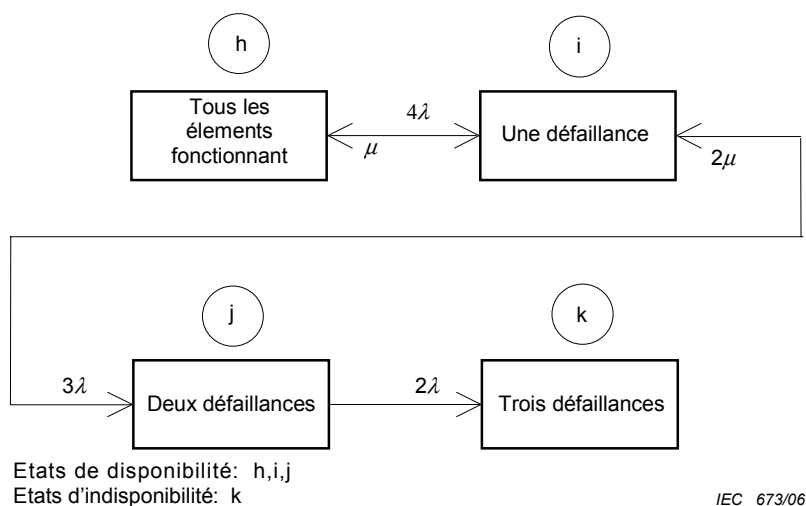 h
i
Tous les
élements
fonctionnant
4λ
μ
Une défaillance
2μ
j
k
3λ
Deux défaillances
2λ
Trois défaillances
Etats de disponibilité: h,i,j
Etats d'indisponibilité: k
IEC 673/06